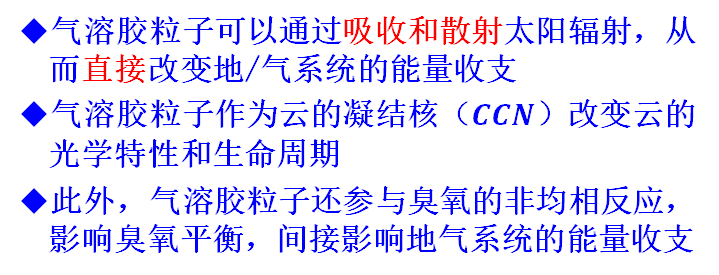 ◆气溶胶粒子可以通过吸收和散射太阳辐射，从
而直接改变地/气系统的能量收支
◆气溶胶粒子作为云的凝结核（CCN）改变云的
光学特性和生命周期
◆此外，气溶胶粒子还参与臭氧的非均相反应，
影响臭氧平衡，间接影响地气系统的能量收支